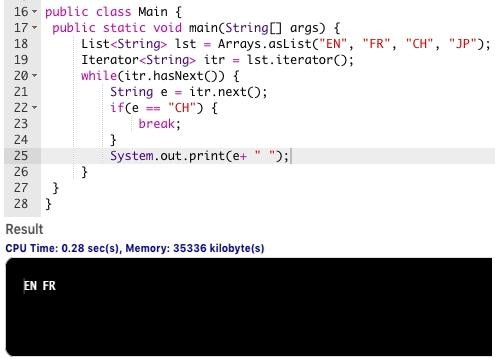 16 public class Main {
17 public static void main(String[] args) {
18 List<String> lst = Arrays.asList("EN", "FR", "CH", "JP");
19 Iterator<String> itr = lst.iterator();
20 while(itr.hasNext()) {
21 String e = itr.next();
22 if(e == "CH") {
23 break;
24 }
25 System.out.print(e+ " ");
26 }
27 }
28 }
Result
CPU Time: 0.28 sec(s), Memory: 35336 kilobyte(s)
EN FR